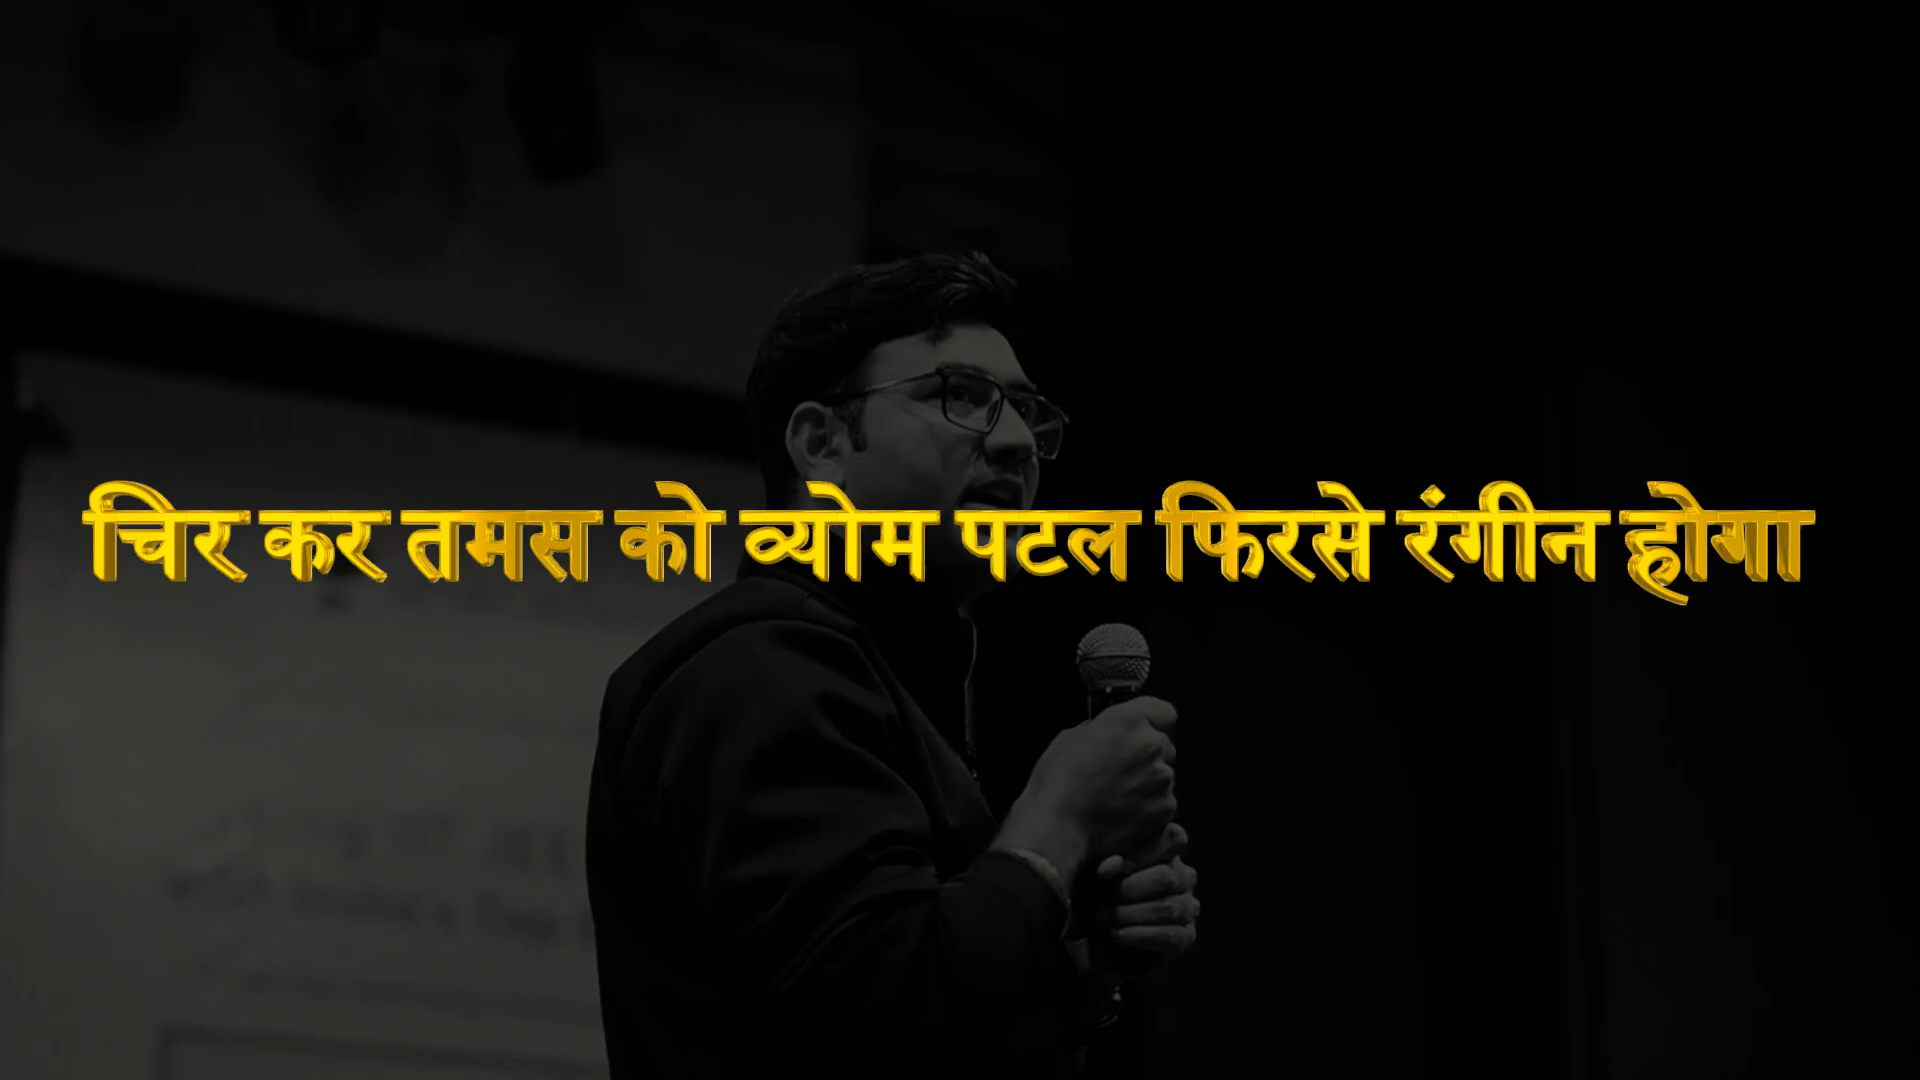 चिर कर तमस को व्योम पटल फिरसे रंगीन होगा